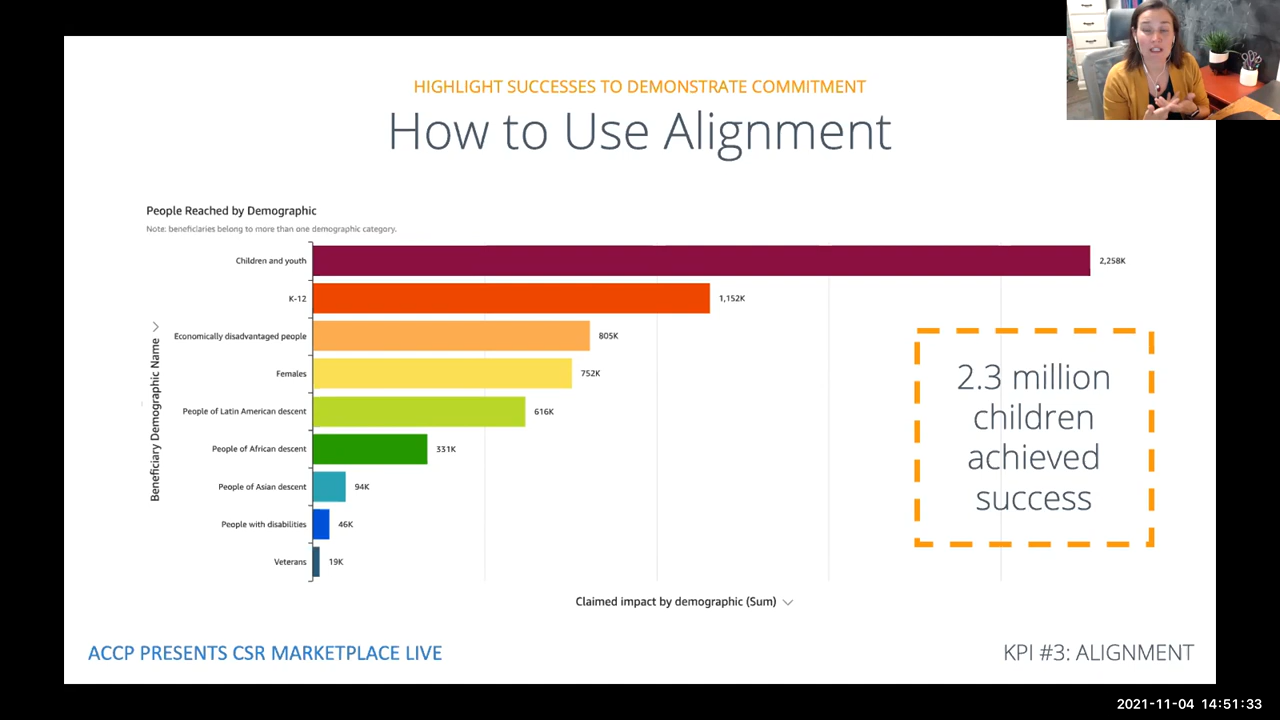 HIGHLIGHT SUCCESSES TO DEMONSTRATE COMMITMENT
How to Use Alignment
People Reached by Demographic
Note: beneficiaries belong to more than one demographic category.
Beneficiary Demographic Name
Children and youth 2,258K
K-12 1,152K
Economically disadvantaged people 805K
Females 752K
People of Latin American descent 616K
People of African descent 331K
People of Asian descent 94K
People with disabilities 46K
Veterans 19K
Claimed impact by demographic (Sum)
2.3 million
children
achieved
success
ACCP PRESENTS CSR MARKETPLACE LIVE
KPI #3: ALIGNMENT
2021-11-04 14:51:33